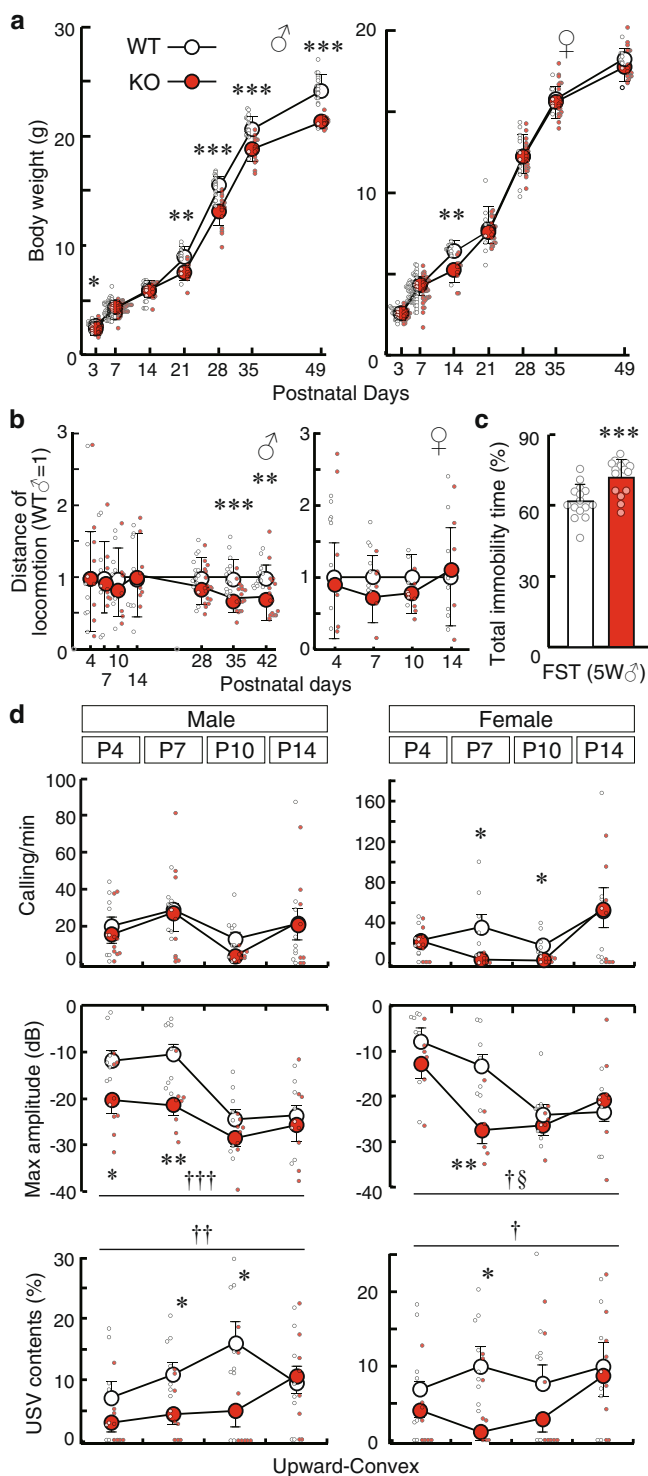 a
WT
KO
♂
♀
*
**
***
***
***
**
Body weight (g)
30
20
10
0
20
10
0
3 7 14 21 28 35 49
3 7 14 21 28 35 49
Postnatal Days
b
♂
♀
***
**
Distance of
locomotion (WT♂=1)
3
2
1
0
3
2
1
0
4 7 10 14 28 35 42
4 7 10 14
Postnatal days
c
***
Total immobility time (%)
90
60
30
0
FST (5W♂)
d
Male
Female
P4 P7 P10 P14
P4 P7 P10 P14
Calling/min
100
80
60
40
20
0
160
120
80
40
0
*
*
Max amplitude (dB)
0
-10
-20
-30
-40
0
-10
-20
-30
-40
*
**
†††
**
†§
††
†
USV contents (%)
30
20
10
0
30
20
10
0
*
*
*
Upward-Convex